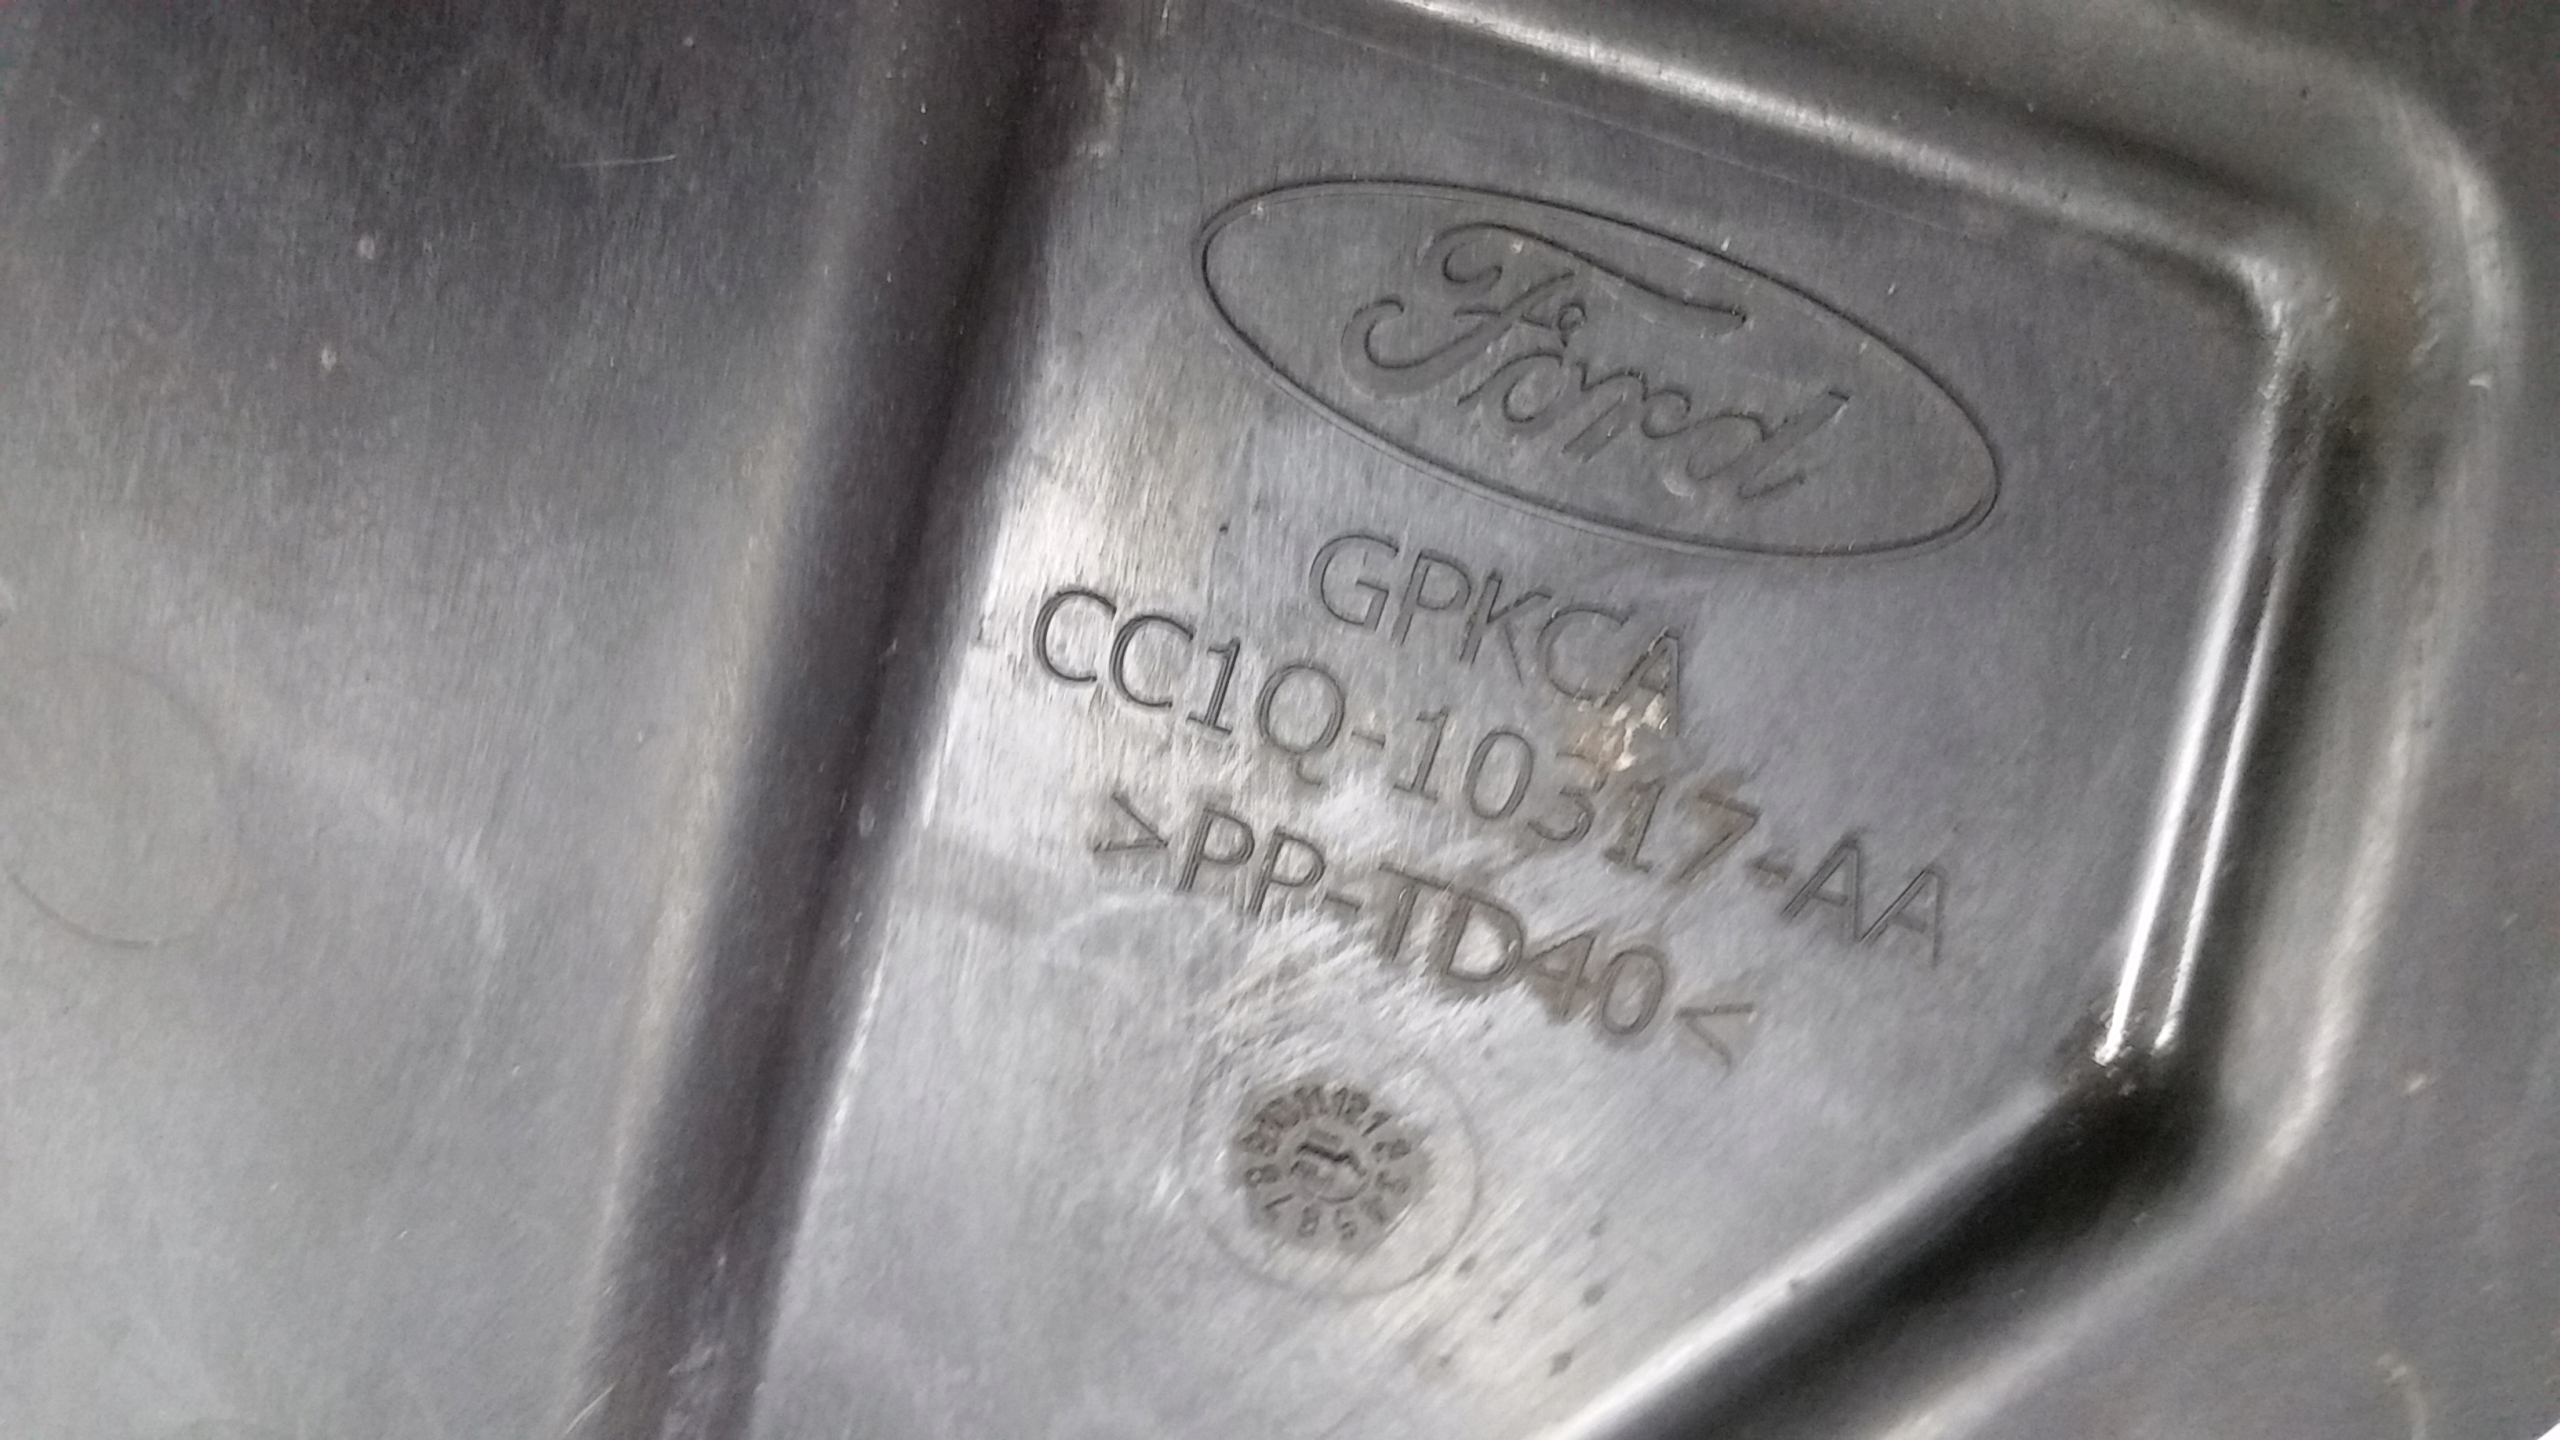 Ford
GPKCA
CC1Q-10317-AA
>PP-TD40<